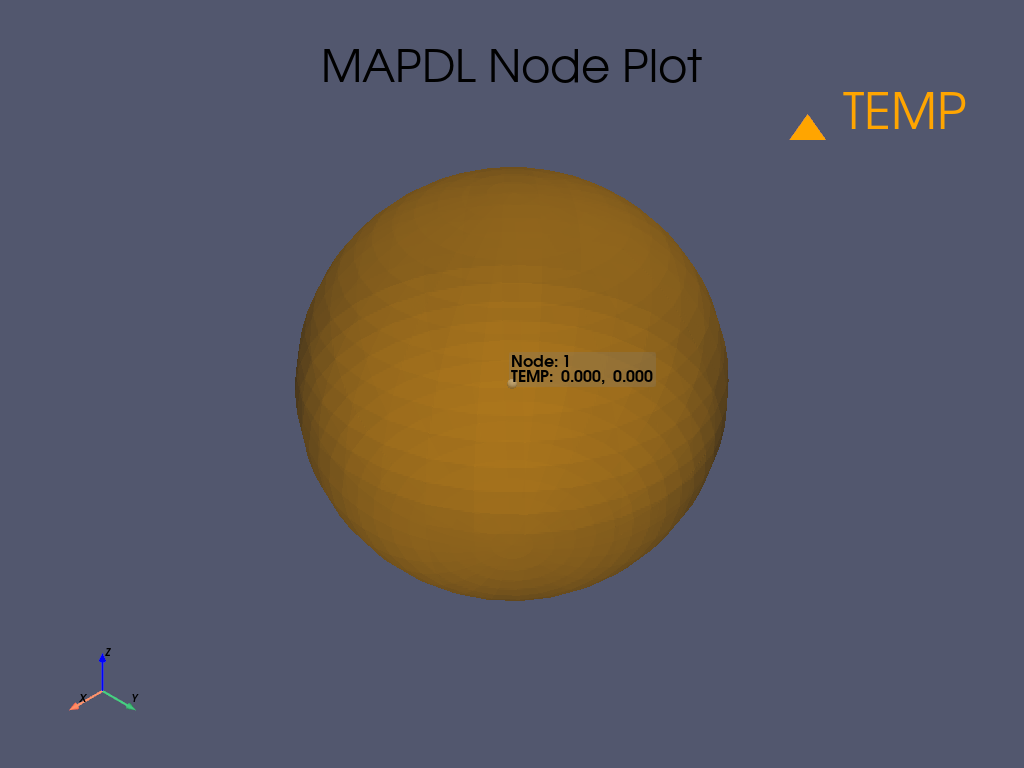 MAPDL Node Plot
TEMP
Node: 1
TEMP: 0.000, 0.000
Z
X
Y